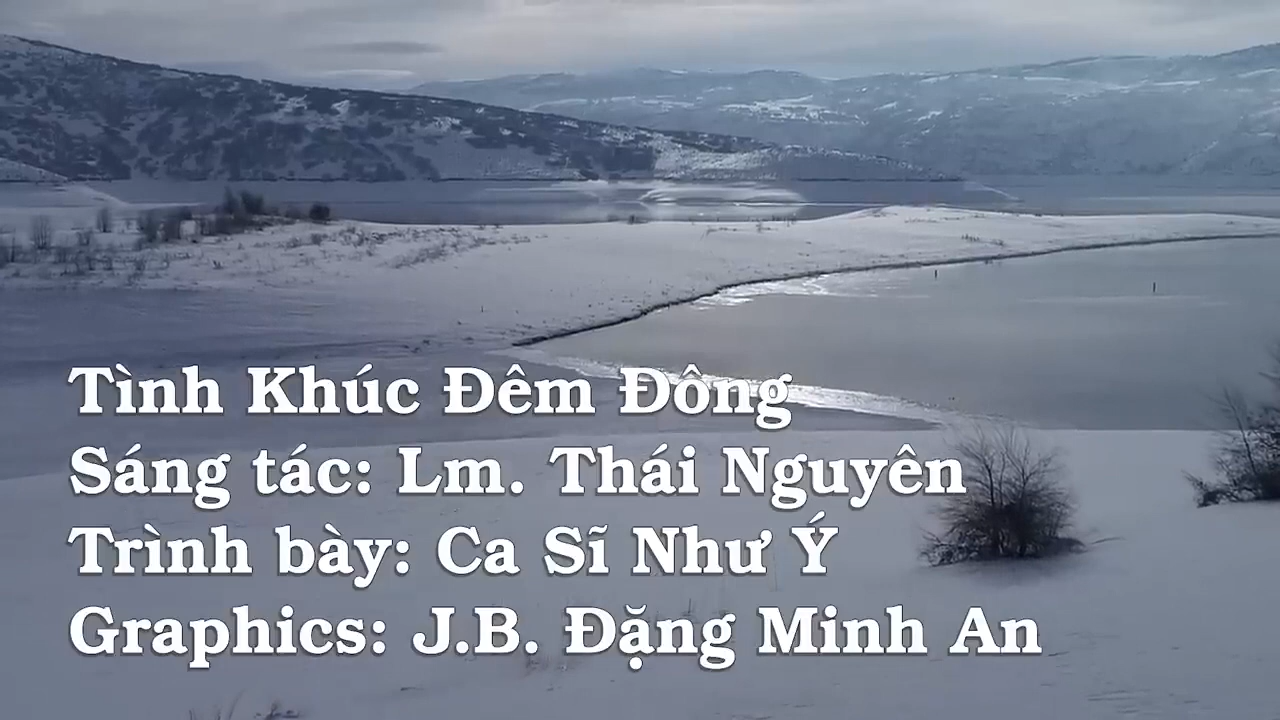 Tình Khúc Đêm Đông
Sáng tác: Lm. Thái Nguyên
Trình bày: Ca Sĩ Như Ý
Graphics: J.B. Đặng Minh An